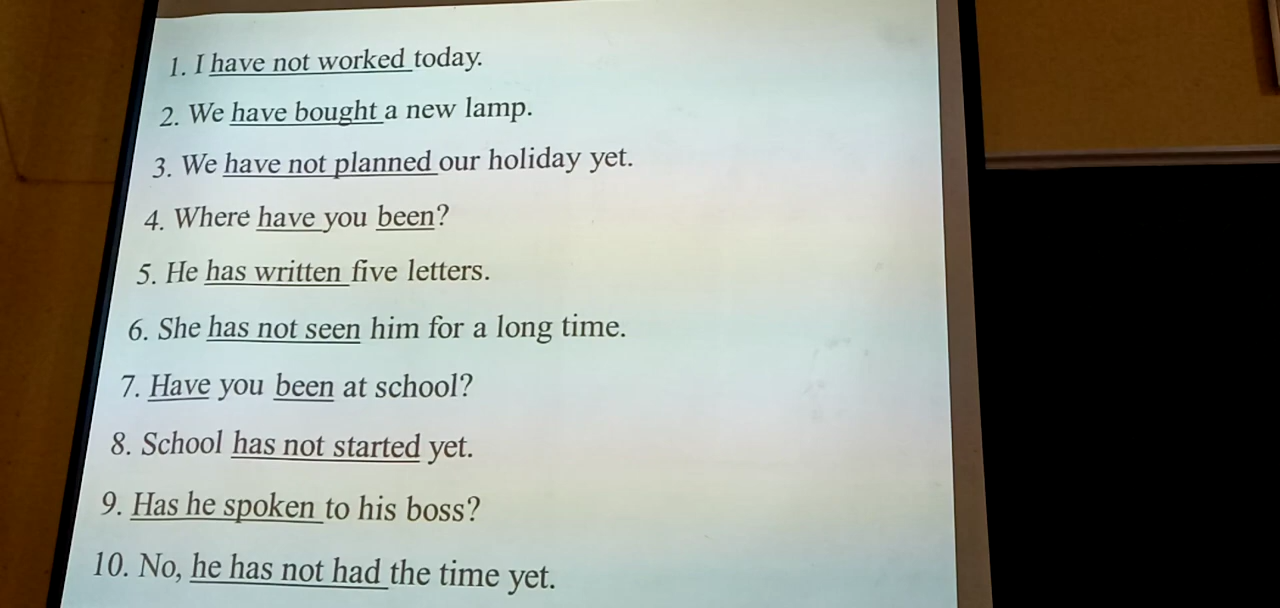 1. I have not worked today.
2. We have bought a new lamp.
3. We have not planned our holiday yet.
4. Where have you been?
5. He has written five letters.
6. She has not seen him for a long time.
7. Have you been at school?
8. School has not started yet.
9. Has he spoken to his boss?
10. No, he has not had the time yet.